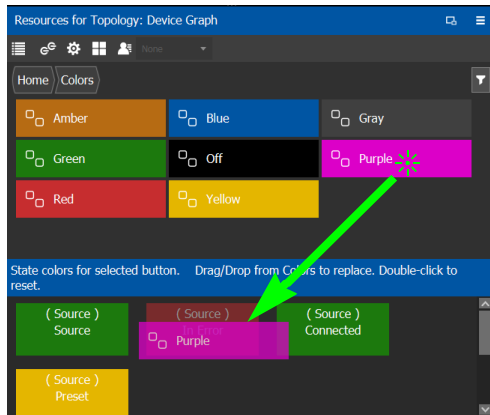 Resources for Topology: Device Graph
None
Home Colors
Amber
Blue
Gray
Green
Off
Purple
Red
Yellow
State colors for selected button. Drag/Drop from Colors to replace. Double-click to
reset.
( Source )
Source
( Source )
In Error
( Source )
Connected
Purple
( Source )
Preset